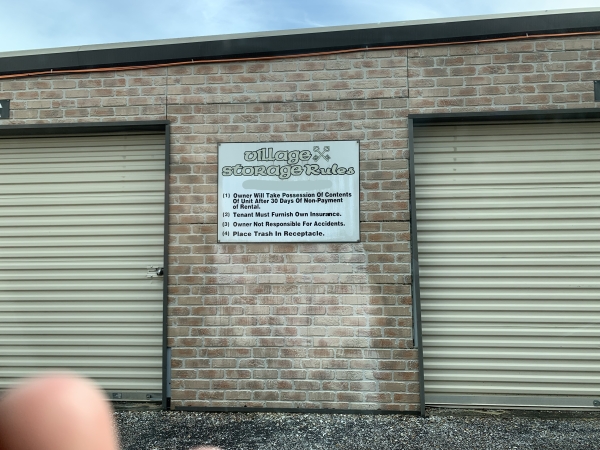 village
storage Rules
(1) Owner Will Take Possession Of Contents
Of Unit After 30 Days Of Non-Payment
of Rental.
(2) Tenant Must Furnish Own Insurance.
(3) Owner Not Responsible For Accidents.
(4) Place Trash In Receptacle.